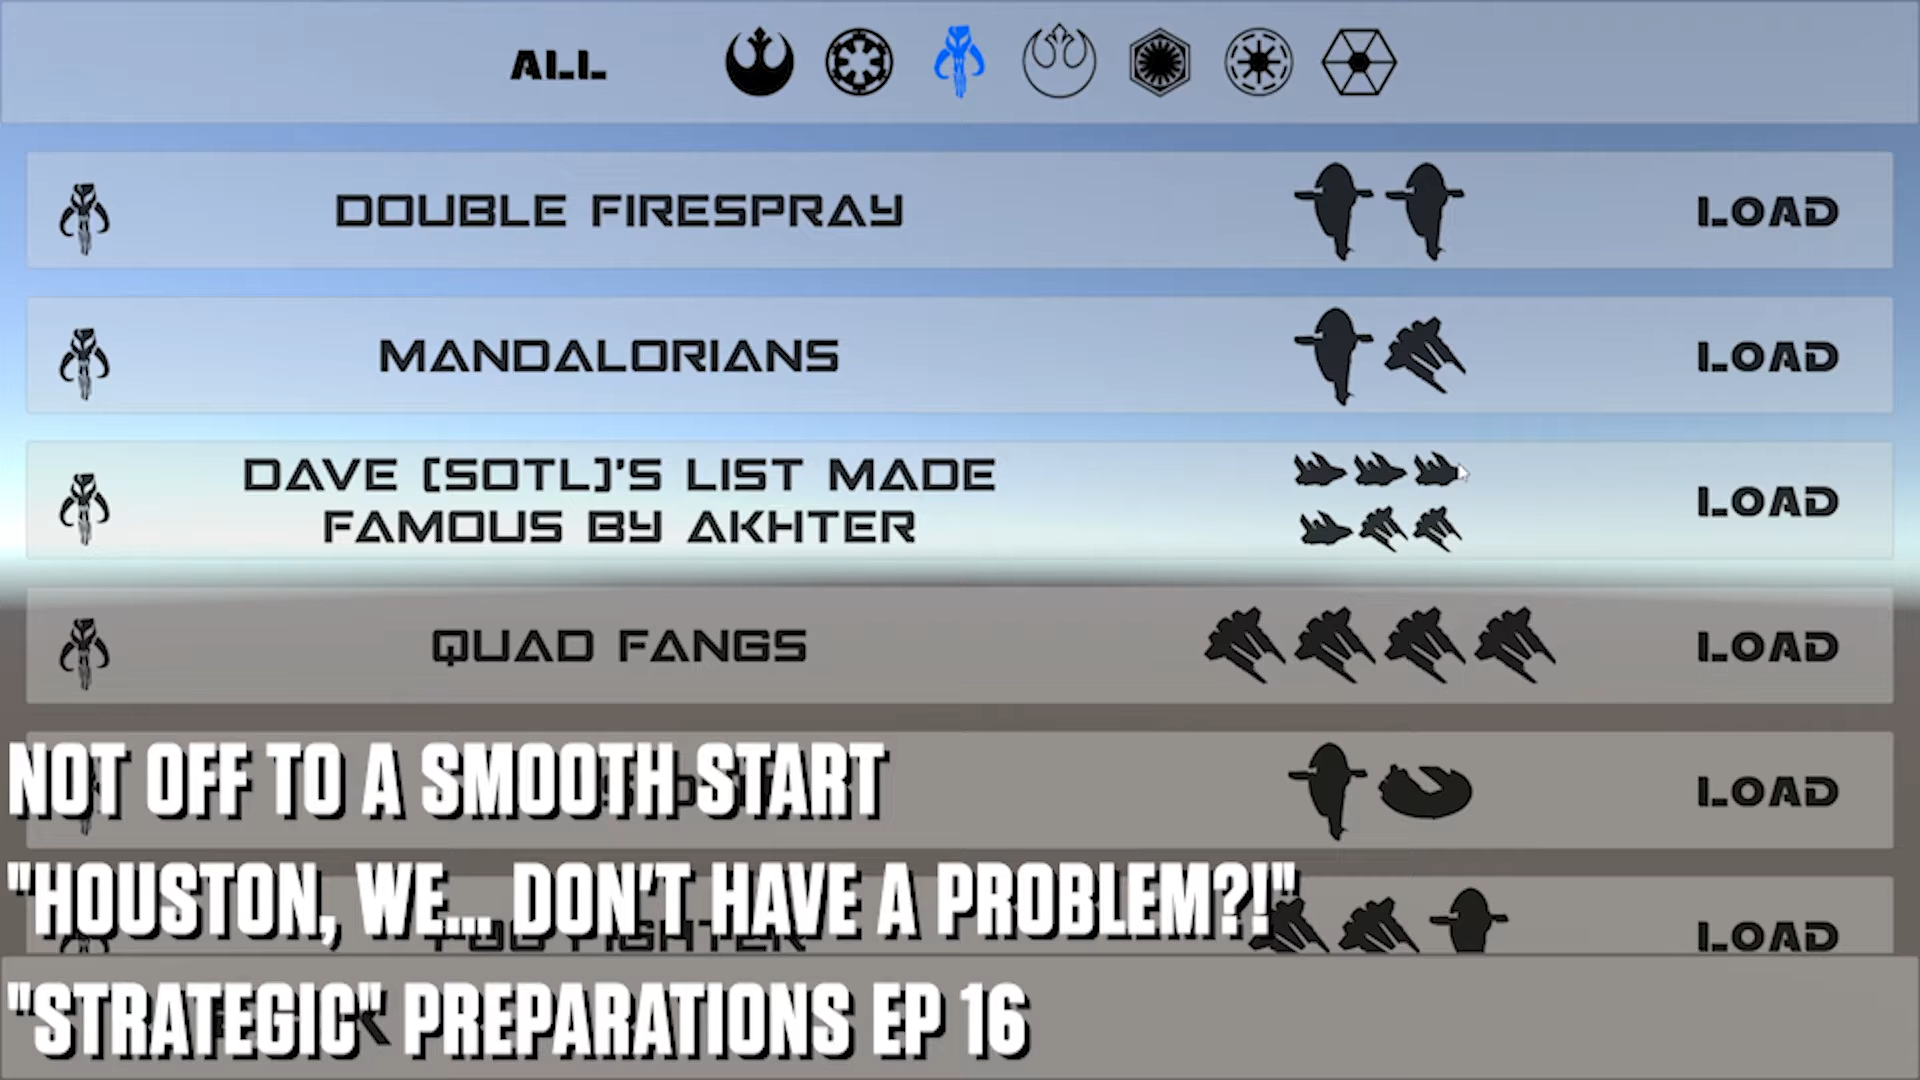 ALL
DOUBLE FIRESPRAY
LOAD
MANDALORIANS
LOAD
DAVE (SOTL)'S LIST MADE
FAMOUS BY AKHTER
LOAD
QUAD FANGS
LOAD
NOT OFF TO A SMOOTH START
LOAD
"HOUSTON, WE... DON'T HAVE A PROBLEM?!"
LOAD
"STRATEGIC" PREPARATIONS EP 16